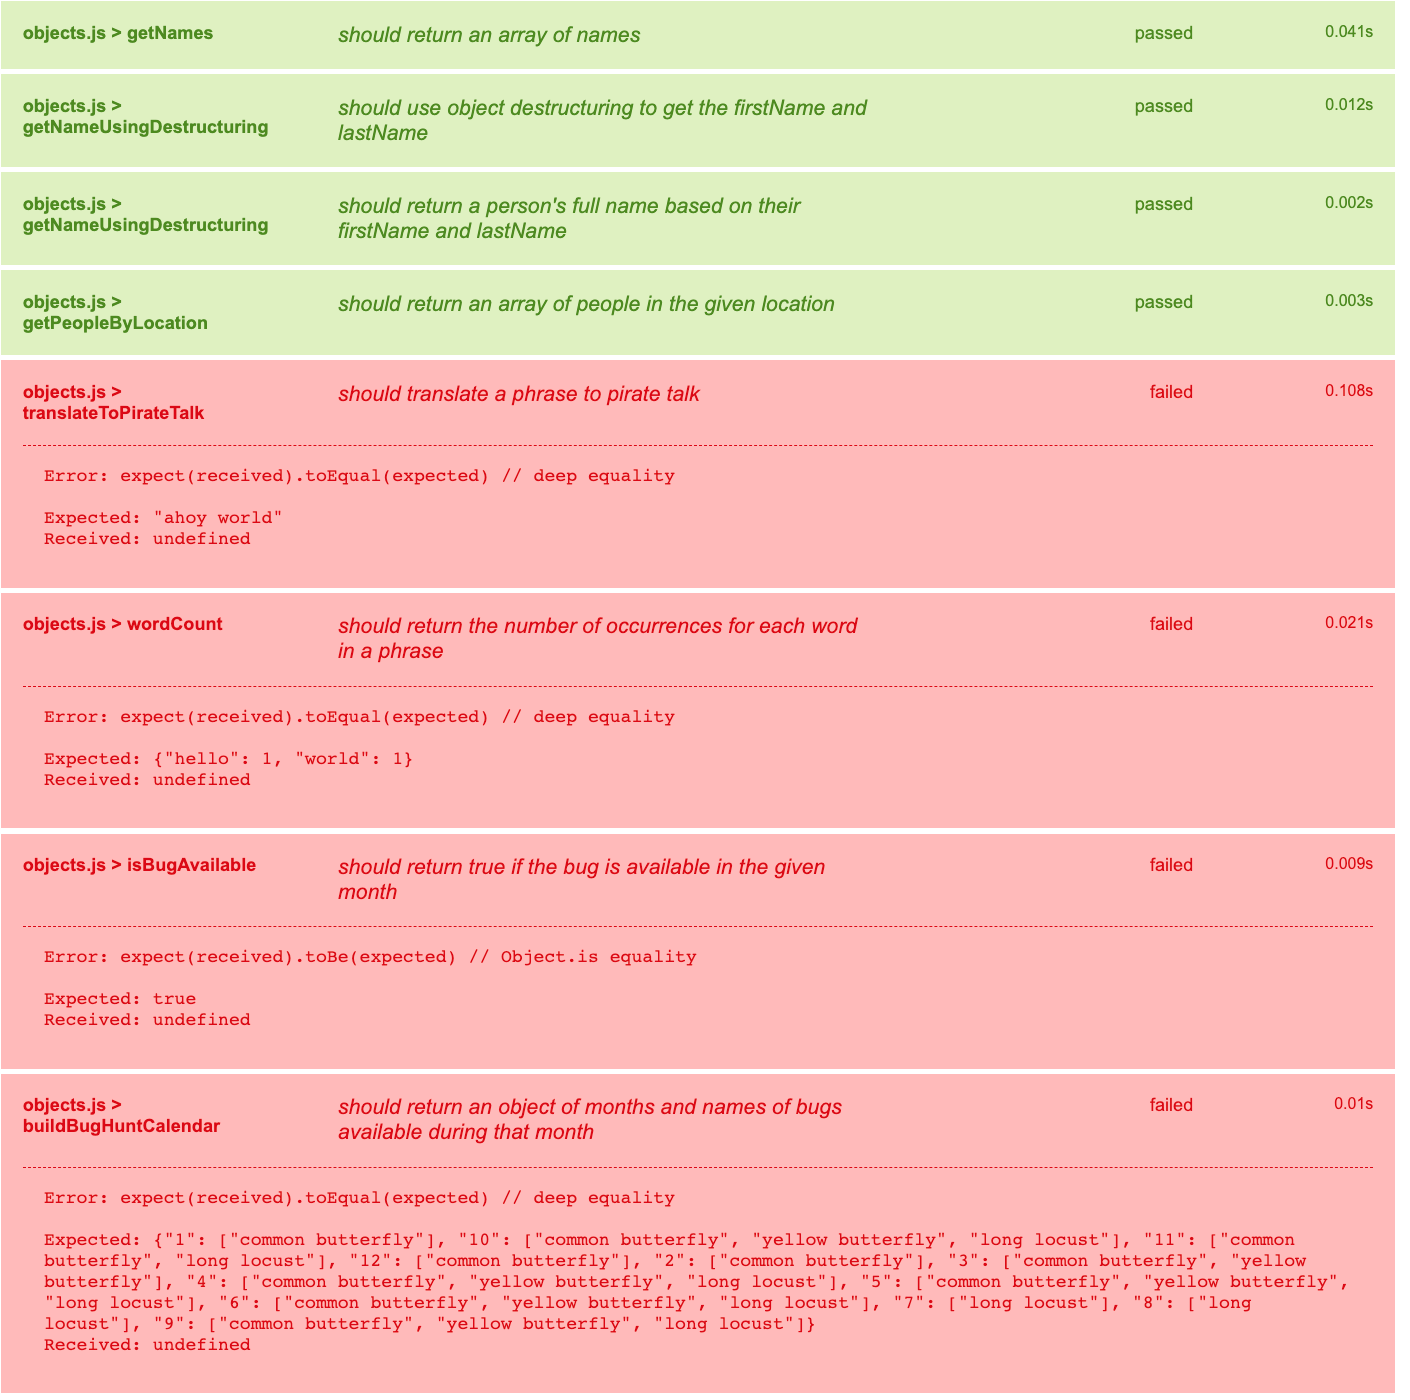 objects.js > getNames should return an array of names passed 0.041s
objects.js > should use object destructuring to get the firstName and passed 0.012s
getNameUsingDestructuring lastName
objects.js > should return a person's full name based on their passed 0.002s
getNameUsingDestructuring firstName and lastName
objects.js > should return an array of people in the given location passed 0.003s
getPeopleByLocation
objects.js > should translate a phrase to pirate talk failed 0.108s
translateToPirateTalk
Error: expect(received).toEqual(expected) // deep equality
Expected: "ahoy world"
Received: undefined
objects.js > wordCount should return the number of occurrences for each word failed 0.021s
in a phrase
Error: expect(received).toEqual(expected) // deep equality
Expected: {"hello": 1, "world": 1}
Received: undefined
objects.js > isBugAvailable should return true if the bug is available in the given failed 0.009s
month
Error: expect(received).toBe(expected) // Object.is equality
Expected: true
Received: undefined
objects.js > should return an object of months and names of bugs failed 0.01s
buildBugHuntCalendar available during that month
Error: expect(received).toEqual(expected) // deep equality
Expected: {"1": ["common butterfly"], "10": ["common butterfly", "yellow butterfly", "long locust"], "11": ["common
butterfly", "long locust"], "12": ["common butterfly"], "2": ["common butterfly"], "3": ["common butterfly", "yellow
butterfly"], "4": ["common butterfly", "yellow butterfly", "long locust"], "5": ["common butterfly", "yellow butterfly",
"long locust"], "6": ["common butterfly", "yellow butterfly", "long locust"], "7": ["long locust"], "8": ["long
locust"], "9": ["common butterfly", "yellow butterfly", "long locust"]}
Received: undefined